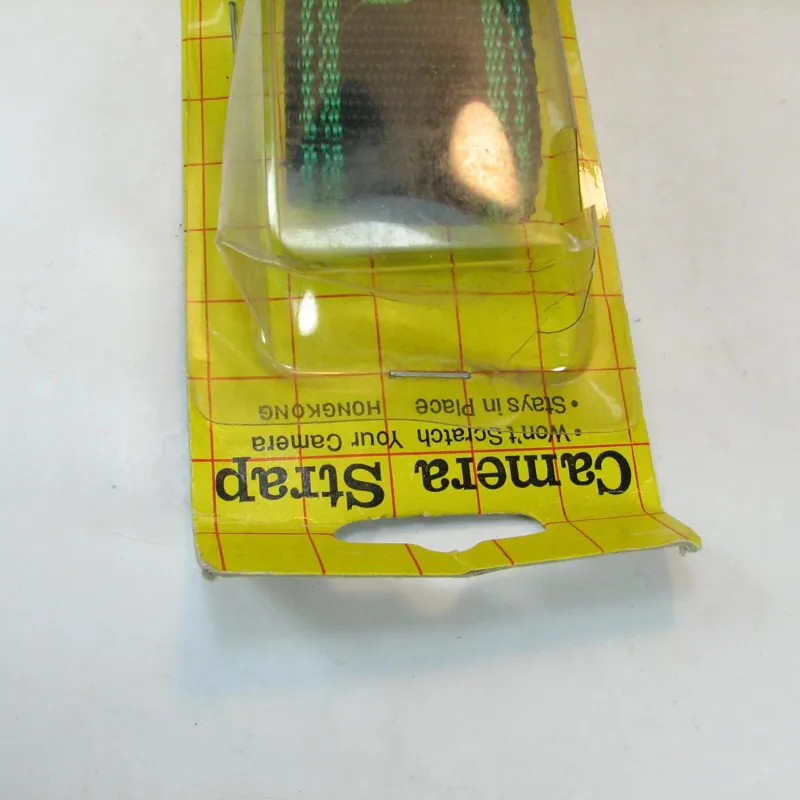 Camera Strap
• Won't Scratch Your Camera
• Stays in Place HONGKONG